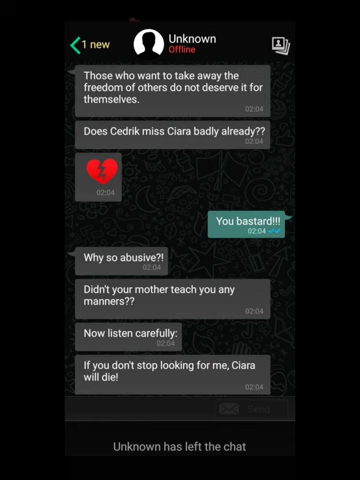 1 new
Unknown
Offline
Those who want to take away the
freedom of others do not deserve it for
themselves.
02:04
Does Cedrik miss Ciara badly already??
02:04
02:04
You bastard!!!
02:04
Why so abusive?!
02:04
Didn't your mother teach you any
manners??
02:04
Now listen carefully:
02:04
If you don't stop looking for me, Ciara
will die!
02:04
Send
Unknown has left the chat